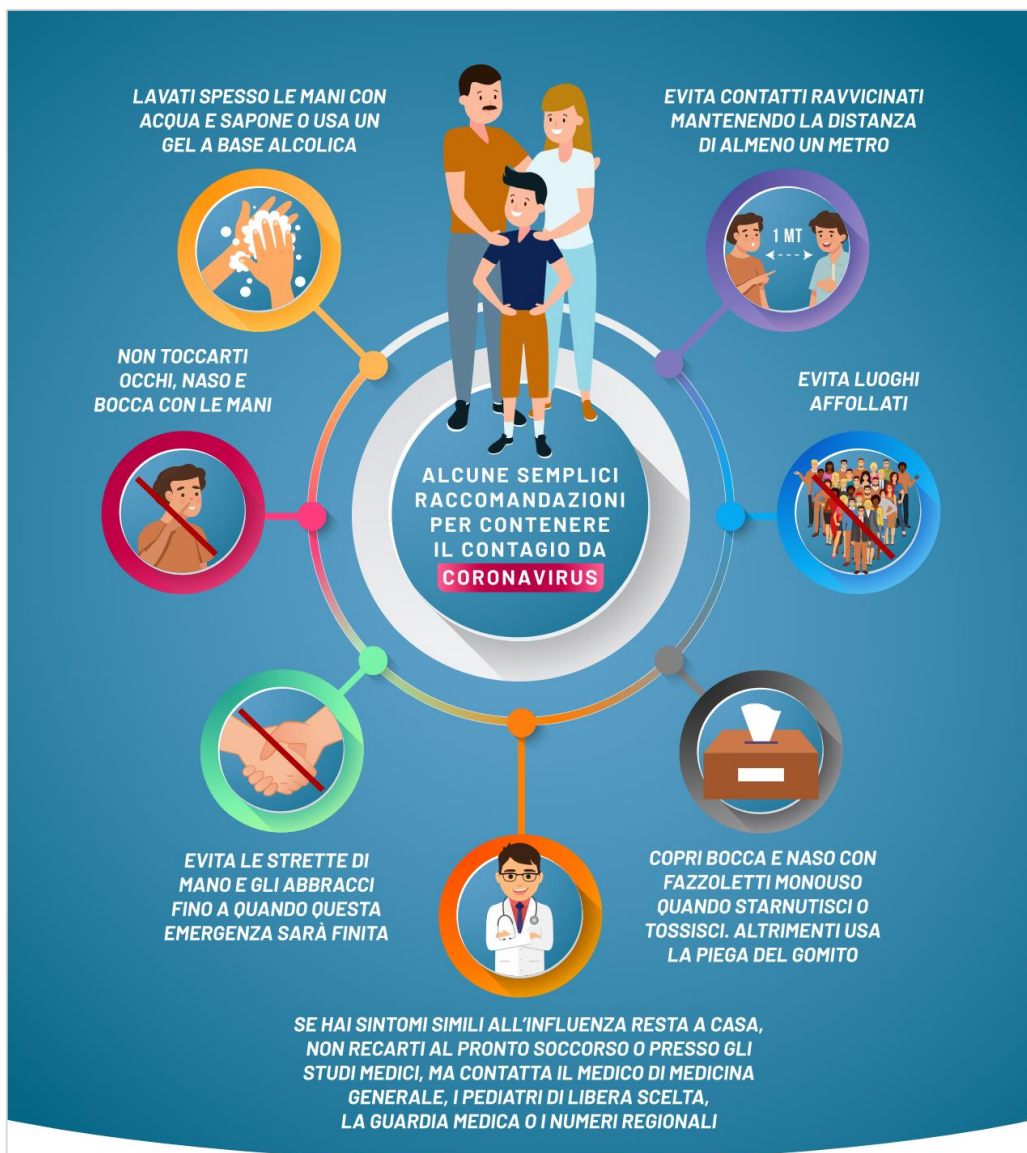 LAVATI SPESSO LE MANI CON
ACQUA E SAPONE O USA UN
GEL A BASE ALCOLICA
EVITA CONTATTI RAVVICINATI
MANTENENDO LA DISTANZA
DI ALMENO UN METRO
1 MT
NON TOCCARTI
OCCHI, NASO E
BOCCA CON LE MANI
EVITA LUOGHI
AFFOLLATI
ALCUNE SEMPLICI
RACCOMANDAZIONI
PER CONTENERE
IL CONTAGIO DA
CORONAVIRUS
EVITA LE STRETTE DI
MANO E GLI ABBRACCI
FINO A QUANDO QUESTA
EMERGENZA SARÀ FINITA
COPRI BOCCA E NASO CON
FAZZOLETTI MONOUSO
QUANDO STARNUTISCI O
TOSSISCI. ALTRIMENTI USA
LA PIEGA DEL GOMITO
SE HAI SINTOMI SIMILI ALL'INFLUENZA RESTA A CASA,
NON RECARTI AL PRONTO SOCCORSO O PRESSO GLI
STUDI MEDICI, MA CONTATTA IL MEDICO DI MEDICINA
GENERALE, I PEDIATRI DI LIBERA SCELTA,
LA GUARDIA MEDICA O I NUMERI REGIONALI